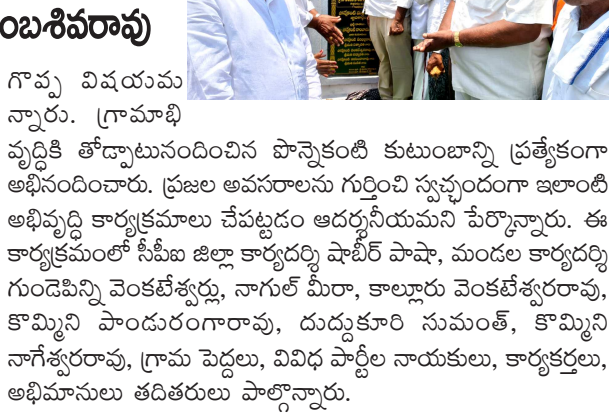 ంబశివరావు
గొప్ప విషయమ
న్నారు. గ్రామాభి
వృద్ధికి తోడ్పాటునందించిన పొన్నెకంటి కుటుంబాన్ని ప్రత్యేకంగా
అభినందించారు. ప్రజల అవసరాలను గుర్తించి స్వచ్ఛందంగా ఇలాంటి
అభివృద్ధి కార్యక్రమాలు చేపట్టడం ఆదర్శనీయమని పేర్కొన్నారు. ఈ
కార్యక్రమంలో సీపీఐ జిల్లా కార్యదర్శి షాబీర్ పాషా, మండల కార్యదర్శి
గుండెపిన్ని వెంకటేశ్వర్లు, నాగుల్ మీరా, కాల్లూరు వెంకటేశ్వరరావు,
కొమ్మిని పాండురంగారావు, దుద్దుకూరి సుమంత్, కొమ్మిని
నాగేశ్వరరావు, గ్రామ పెద్దలు, వివిధ పార్టీల నాయకులు, కార్యకర్తలు,
అభిమానులు తదితరులు పాల్గొన్నారు.